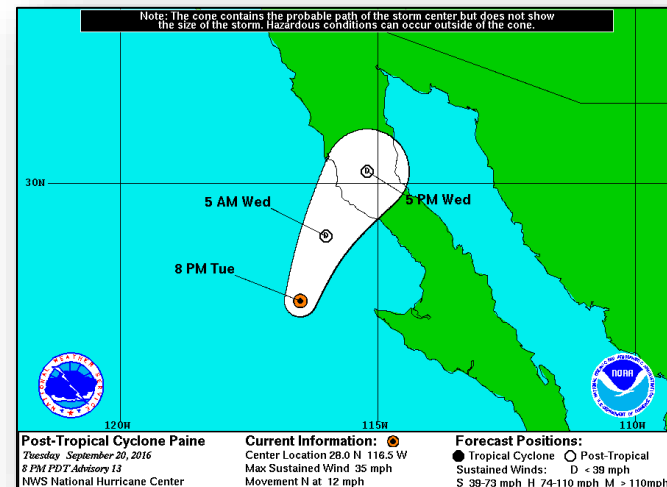 Note: The cone contains the probable path of the storm center but does not show
the size of the storm. Hazardous conditions can occur outside of the cone.
30N
5 PM Wed
D
5 AM Wed
D
8 PM Tue
NATIONAL WEATHER SERVICE
NOAA
120W
115W
110W
Post-Tropical Cyclone Paine
Tuesday September 20, 2016
8 PM PDT Advisory 13
NWS National Hurricane Center
Current Information:
Center Location 28.0 N 116.5 W
Max Sustained Wind 35 mph
Movement N at 12 mph
Forecast Positions:
Tropical Cyclone Post-Tropical
Sustained Winds: D < 39 mph
S 39-73 mph H 74-110 mph M > 110mph